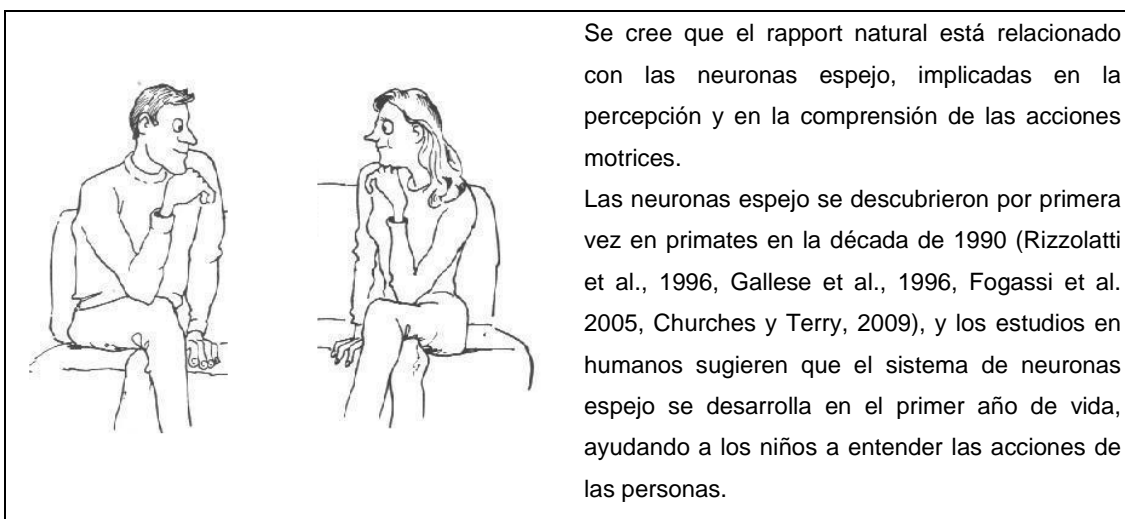 Se cree que el rapport natural está relacionado
con las neuronas espejo, implicadas en la
percepción y en la comprensión de las acciones
motrices.
Las neuronas espejo se descubrieron por primera
vez en primates en la década de 1990 (Rizzolatti
et al., 1996, Gallese et al., 1996, Fogassi et al.
2005, Churches y Terry, 2009), y los estudios en
humanos sugieren que el sistema de neuronas
espejo se desarrolla en el primer año de vida,
ayudando a los niños a entender las acciones de
las personas.